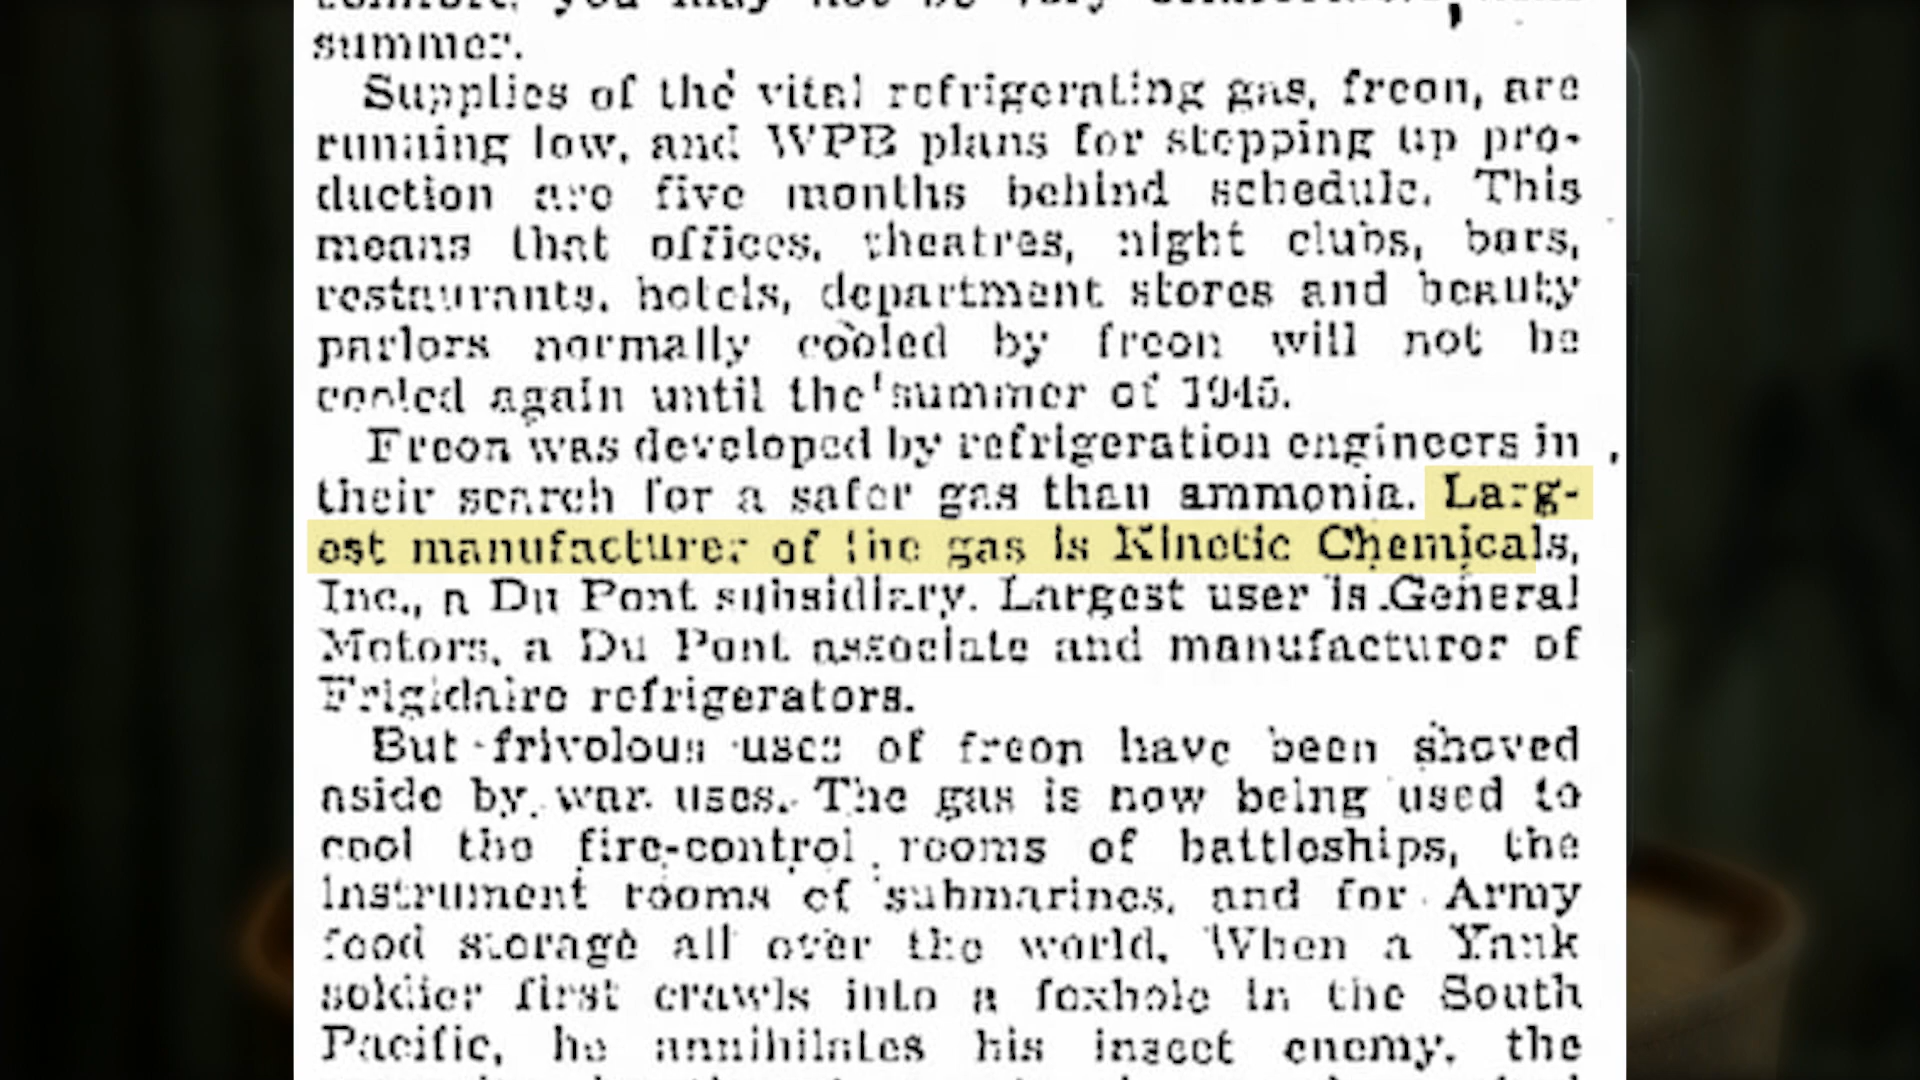 comfort, you may not be very
summer.
Supplies of the vital refrigerating gas, freon, are
running low, and WPB plans for stepping up pro-
duction are five months behind schedule. This
means that offices, theatres, night clubs, bars,
restaurants, hotels, department stores and beauty
parlors normally cooled by freon will not be
cooled again until the summer of 1945.
Freon was developed by refrigeration engineers in
their search for a safer gas than ammonia. Larg-
est manufacturer of the gas is Kinetic Chemicals,
Inc., a Du Pont subsidiary. Largest user is General
Motors, a Du Pont associate and manufacturer of
Frigidaire refrigerators.
But frivolous uses of freon have been shoved
aside by war uses. The gas is now being used to
cool the fire-control rooms of battleships, the
instrument rooms of submarines, and for Army
food storage all over the world. When a Yank
soldier first crawls into a foxhole in the South
Pacific, he annihilates his insect enemy, the